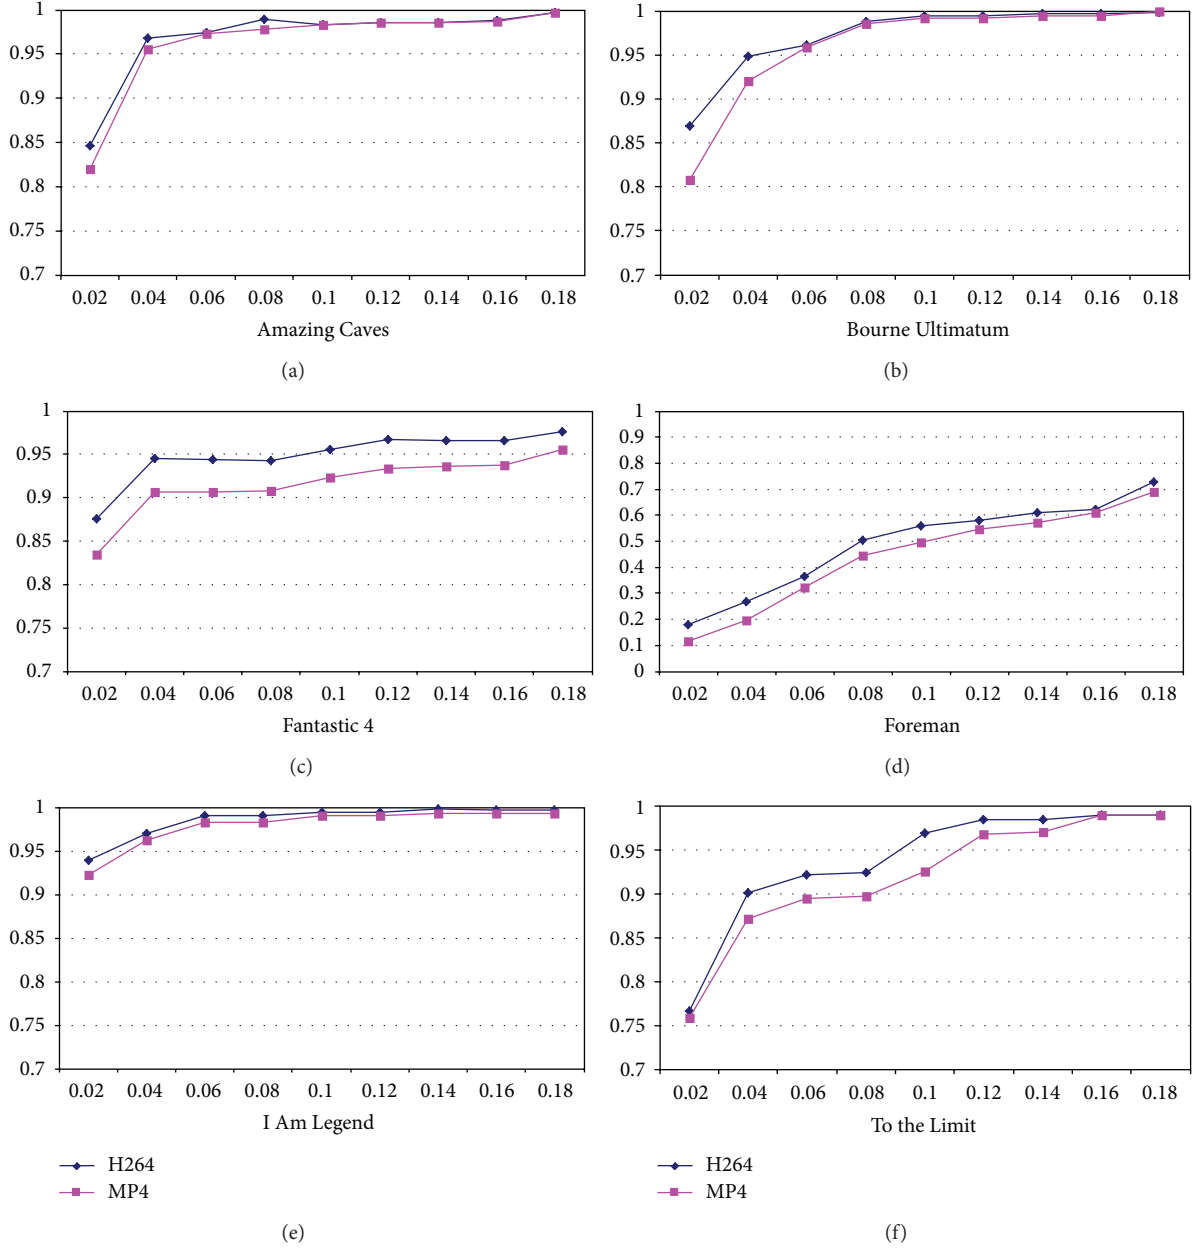 1
0.95
0.9
0.85
0.8
0.75
0.7
0.02 0.04 0.06 0.08 0.1 0.12 0.14 0.16 0.18
Amazing Caves
(a)
1
0.95
0.9
0.85
0.8
0.75
0.7
0.02 0.04 0.06 0.08 0.1 0.12 0.14 0.16 0.18
Bourne Ultimatum
(b)
1
0.95
0.9
0.85
0.8
0.75
0.7
0.02 0.04 0.06 0.08 0.1 0.12 0.14 0.16 0.18
Fantastic 4
(c)
1
0.9
0.8
0.7
0.6
0.5
0.4
0.3
0.2
0.1
0
0.02 0.04 0.06 0.08 0.1 0.12 0.14 0.16 0.18
Foreman
(d)
1
0.95
0.9
0.85
0.8
0.75
0.7
0.02 0.04 0.06 0.08 0.1 0.12 0.14 0.16 0.18
I Am Legend
H264
MP4
(e)
1
0.95
0.9
0.85
0.8
0.75
0.7
0.02 0.04 0.06 0.08 0.1 0.12 0.14 0.16 0.18
To the Limit
H264
MP4
(f)